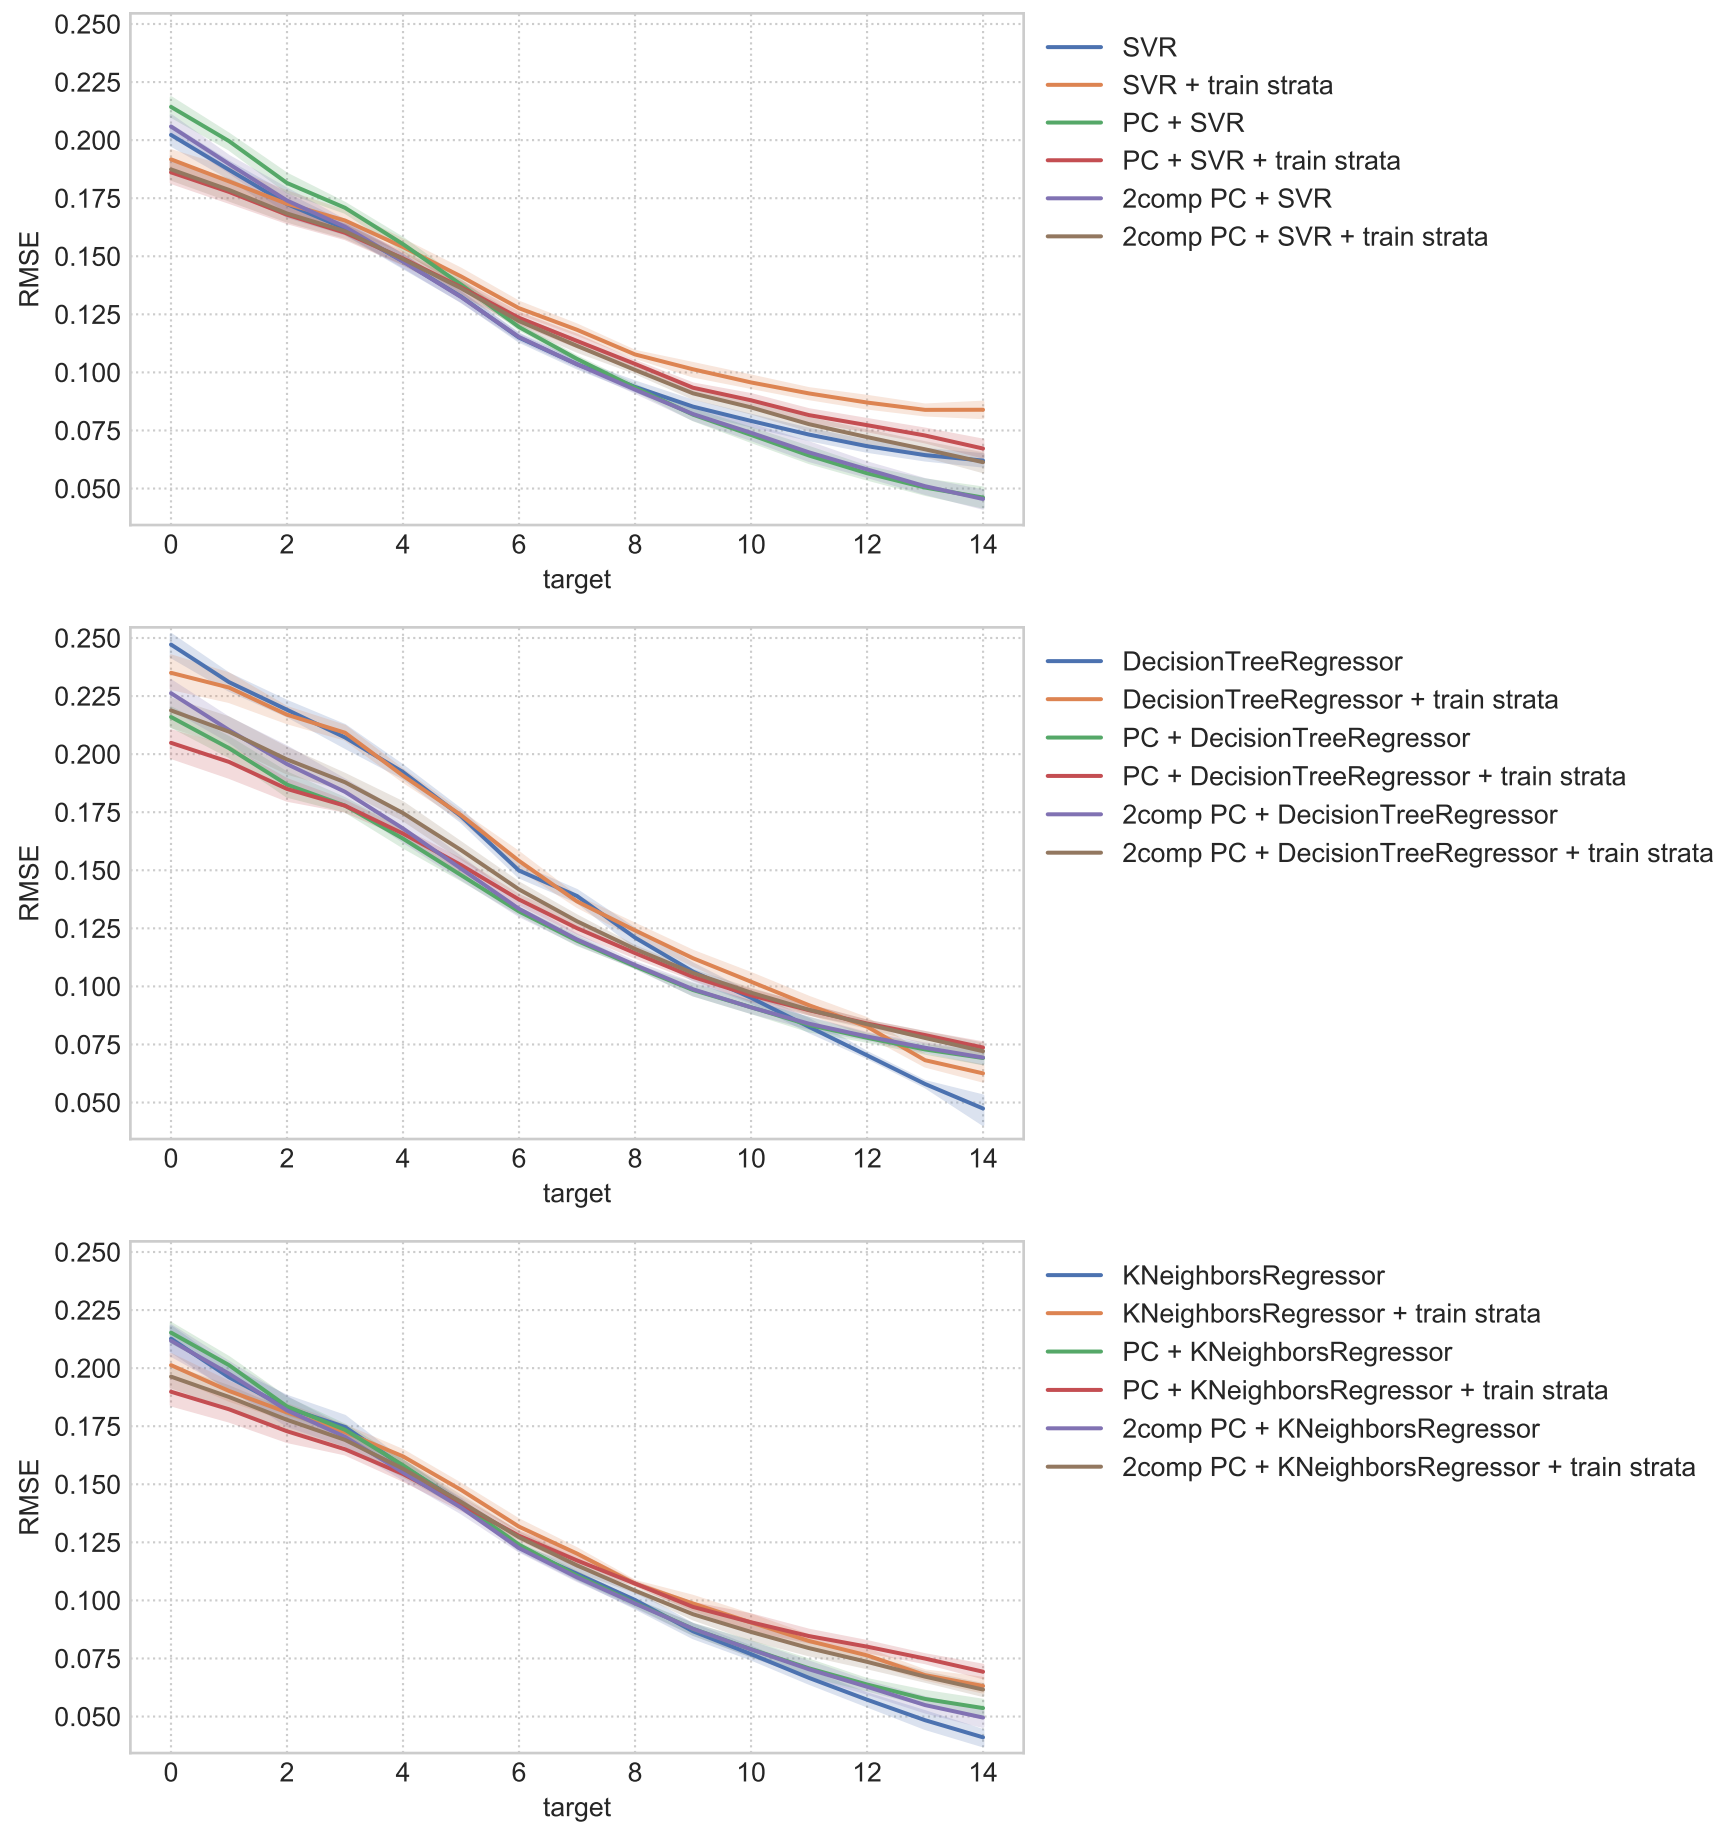 0.250
0.225
0.200
0.175
0.150
0.125
0.100
0.075
0.050
RMSE
0 2 4 6 8 10 12 14
target
SVR
SVR + train strata
PC + SVR
PC + SVR + train strata
2comp PC + SVR
2comp PC + SVR + train strata
0.250
0.225
0.200
0.175
0.150
0.125
0.100
0.075
0.050
RMSE
0 2 4 6 8 10 12 14
target
DecisionTreeRegressor
DecisionTreeRegressor + train strata
PC + DecisionTreeRegressor
PC + DecisionTreeRegressor + train strata
2comp PC + DecisionTreeRegressor
2comp PC + DecisionTreeRegressor + train strata
0.250
0.225
0.200
0.175
0.150
0.125
0.100
0.075
0.050
RMSE
0 2 4 6 8 10 12 14
target
KNeighborsRegressor
KNeighborsRegressor + train strata
PC + KNeighborsRegressor
PC + KNeighborsRegressor + train strata
2comp PC + KNeighborsRegressor
2comp PC + KNeighborsRegressor + train strata